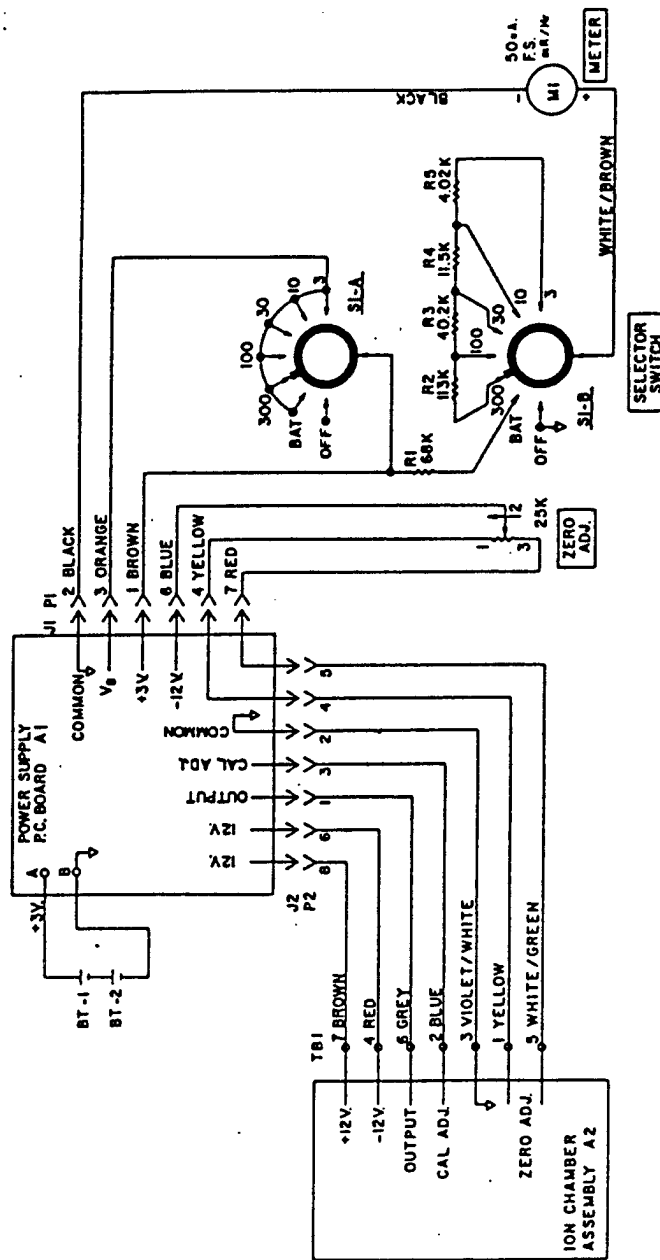 50uA.
F.S.
mR/Hr
M1
-
+
METER
BLACK
WHITE/BROWN
R5
4.02K
R4
11.5K
R3
40.2K
R2
113K
3
10
30
100
300
BAT
OFF
S1-A
3
10
30
100
300
BAT
OFF
S1-B
SELECTOR
SWITCH
R1
68K
1
2
3
25K
ZERO
ADJ.
J1 P1
2 BLACK
3 ORANGE
1 BROWN
6 BLUE
4 YELLOW
7 RED
POWER SUPPLY
P.C. BOARD A1
COMMON
VB
+3V.
-12V.
A
B
+3V.
BT-1
BT-2
12V.
12V.
OUTPUT
CAL ADJ.
COMMON
J2
P2
8
6
1
3
2
4
5
TB1
7 BROWN
4 RED
6 GREY
2 BLUE
3 VIOLET/WHITE
1 YELLOW
5 WHITE/GREEN
+12V.
-12V.
OUTPUT
CAL ADJ.
ZERO ADJ.
ION CHAMBER
ASSEMBLY A2